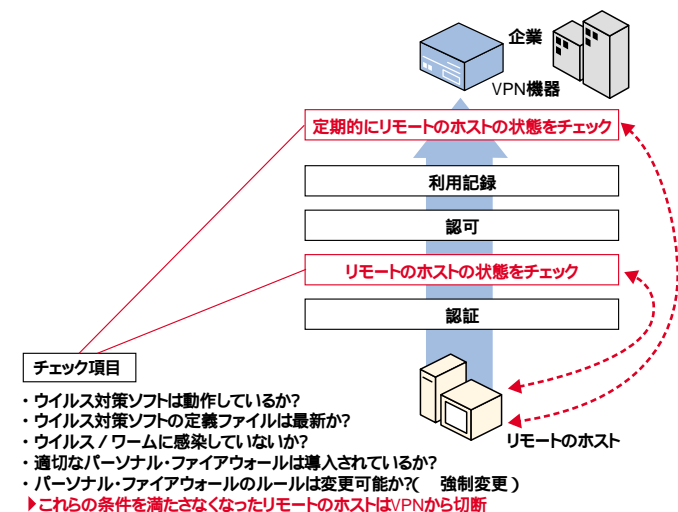 企業
VPN機器
定期的にリモートのホストの状態をチェック
利用記録
認可
リモートのホストの状態をチェック
認証
リモートのホスト
チェック項目
・ウイルス対策ソフトは動作しているか?
・ウイルス対策ソフトの定義ファイルは最新か?
・ウイルス/ワームに感染していないか?
・適切なパーソナル・ファイアウォールは導入されているか?
・パーソナル・ファイアウォールのルールは変更可能か?( 強制変更)
▶これらの条件を満たさなくなったリモートのホストはVPNから切断